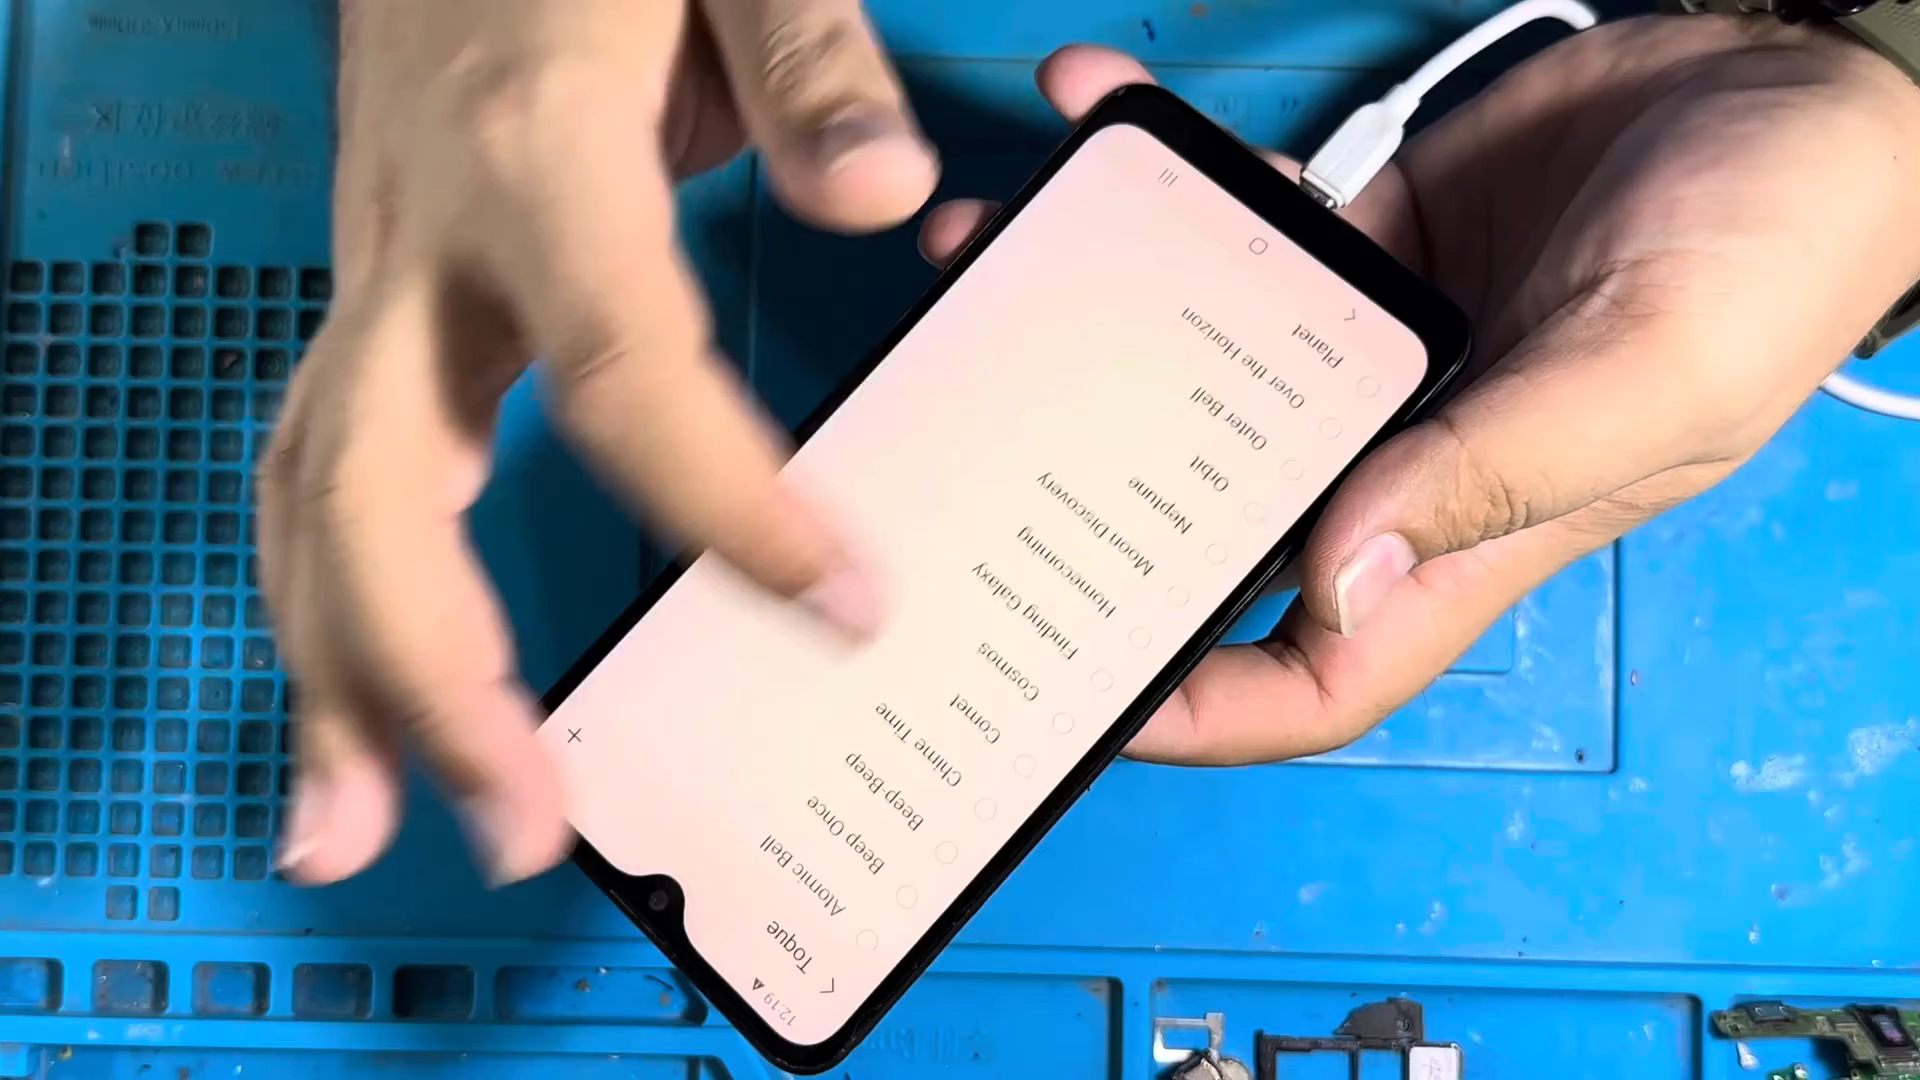 12:19
Toque
Atomic Bell
Beep Once
Beep-Beep
Chime Time
Comet
Cosmos
Finding Galaxy
Homecoming
Moon Discovery
Neptune
Orbit
Outer Bell
Over the Horizon
Planet